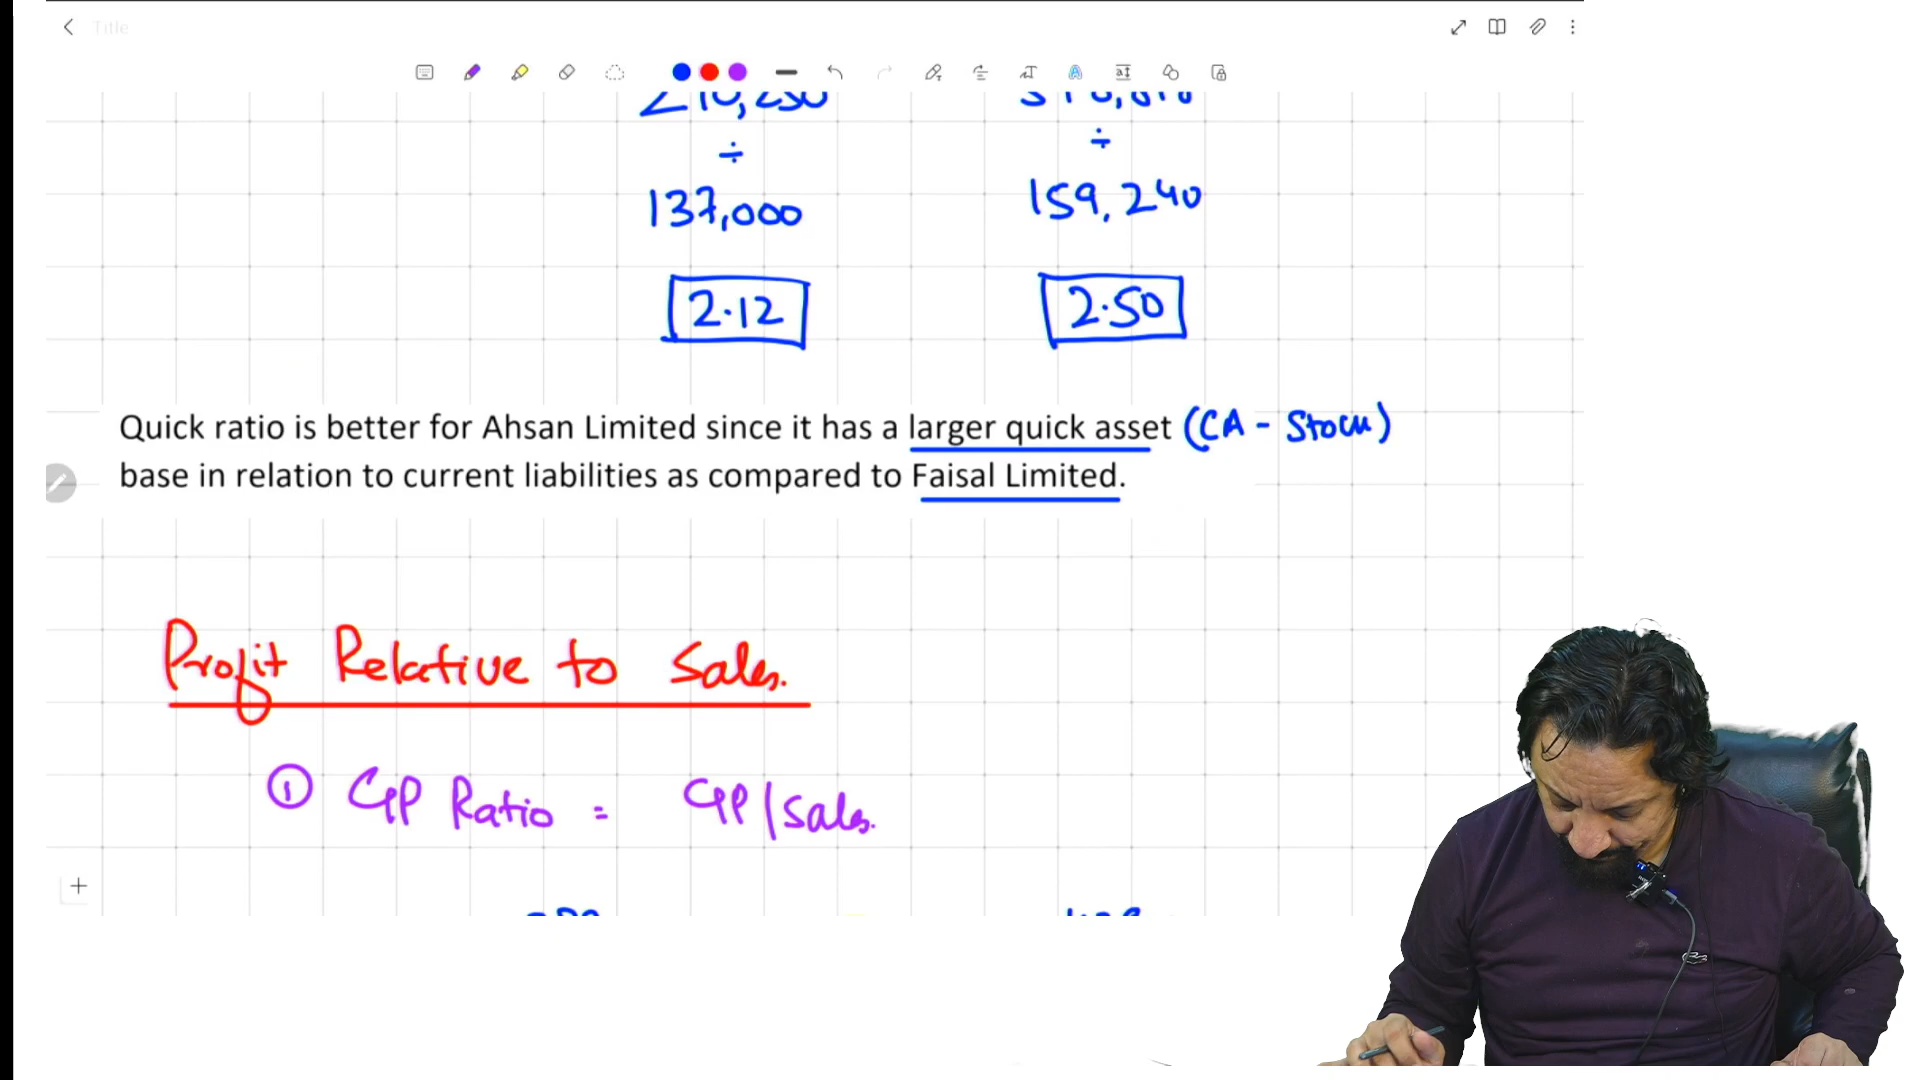 Title
÷ ÷
137,000 159,240
2.12 2.50
Quick ratio is better for Ahsan Limited since it has a larger quick asset (CA - Stock)
base in relation to current liabilities as compared to Faisal Limited.
Profit Relative to Sales.
① GP Ratio = GP/Sales.